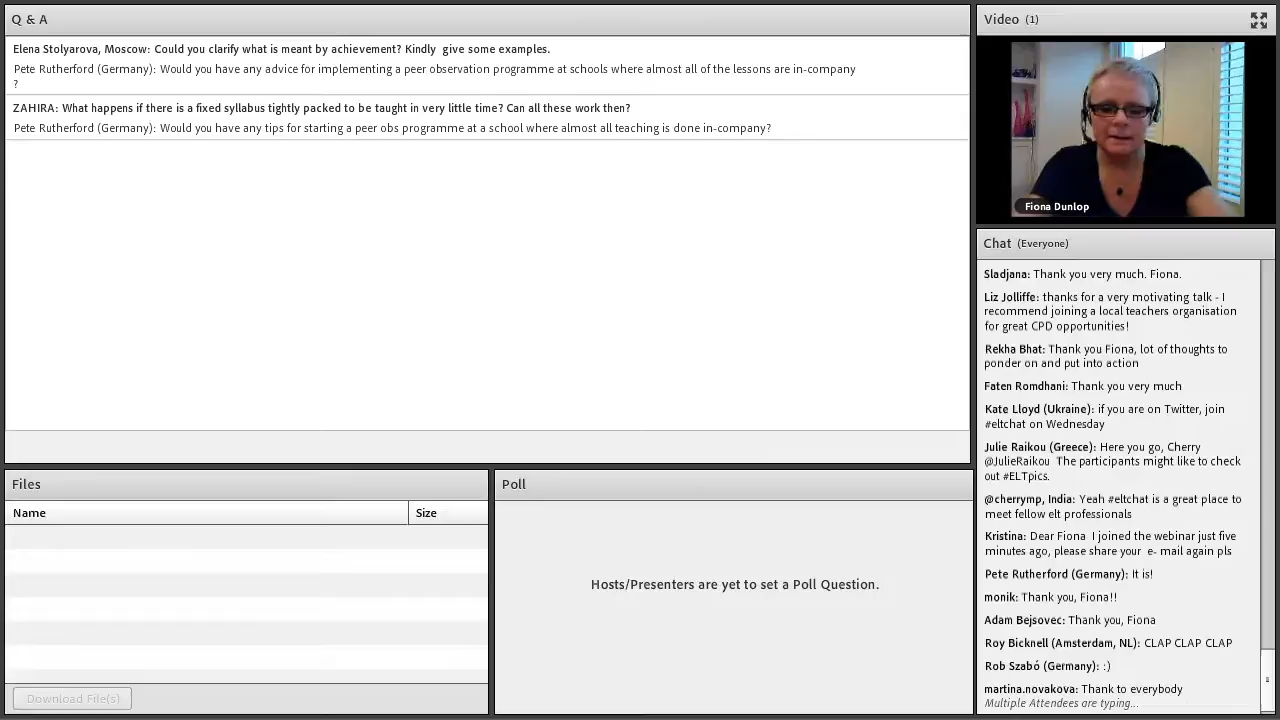 Q & A
Elena Stolyarova, Moscow: Could you clarify what is meant by achievement? Kindly  give some examples.
Pete Rutherford (Germany): Would you have any advice for implementing a peer observation programme at schools where almost all of the lessons are in-company
?
ZAHIRA: What happens if there is a fixed syllabus tightly packed to be taught in very little time? Can all these work then?
Pete Rutherford (Germany): Would you have any tips for starting a peer obs programme at a school where almost all teaching is done in-company?
Files
Name Size
Download File(s)
Poll
Hosts/Presenters are yet to set a Poll Question.
Video (1)
Fiona Dunlop
Chat (Everyone)
Sladjana: Thank you very much. Fiona.
Liz Jolliffe: thanks for a very motivating talk - I
recommend joining a local teachers organisation
for great CPD opportunities!
Rekha Bhat: Thank you Fiona, lot of thoughts to
ponder on and put into action
Faten Romdhani: Thank you very much
Kate Lloyd (Ukraine): if you are on Twitter, join
#eltchat on Wednesday
Julie Raikou (Greece): Here you go, Cherry
@JulieRaikou  The participants might like to check
out #ELTpics.
@cherrymp, India: Yeah #eltchat is a great place to
meet fellow elt professionals
Kristina: Dear Fiona  I joined the webinar just five
minutes ago, please share your  e- mail again pls
Pete Rutherford (Germany): It is!
monik: Thank you, Fiona!!
Adam Bejsovec: Thank you, Fiona
Roy Bicknell (Amsterdam, NL): CLAP CLAP CLAP
Rob Szabó (Germany): :)
martina.novakova: Thank to everybody
Multiple Attendees are typing...